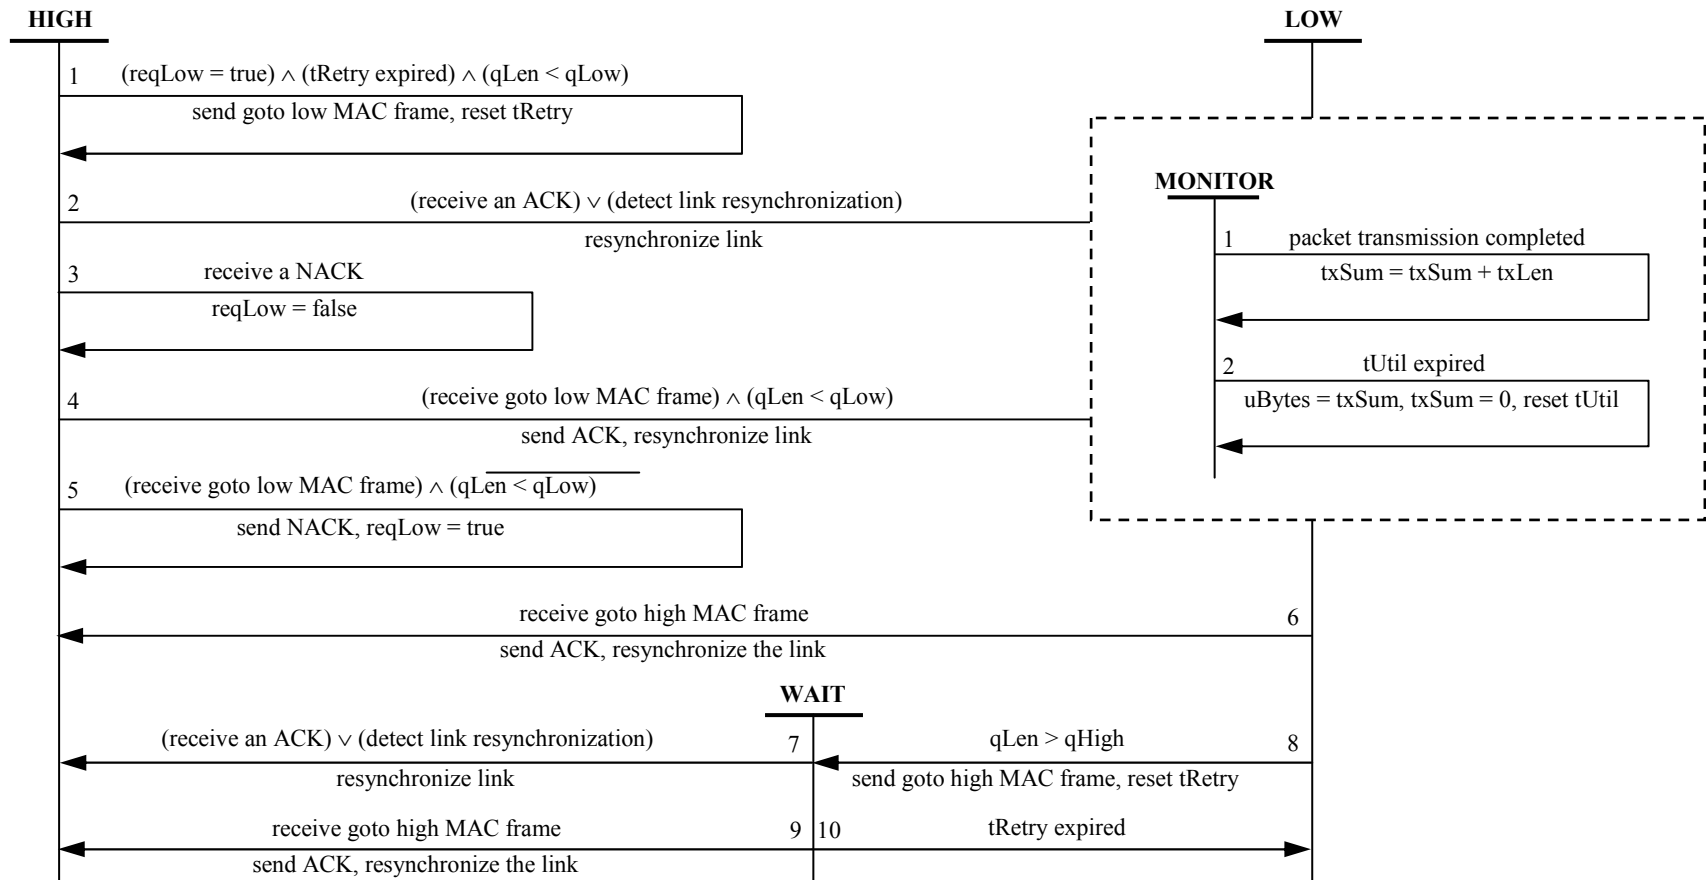 HIGH
LOW
1
(reqLow = true) ∧ (tRetry expired) ∧ (qLen < qLow)
send goto low MAC frame, reset tRetry
2
(receive an ACK) ∨ (detect link resynchronization)
resynchronize link
3
receive a NACK
reqLow = false
4
(receive goto low MAC frame) ∧ (qLen < qLow)
send ACK, resynchronize link
5
(receive goto low MAC frame) ∧ (qLen < qLow)
send NACK, reqLow = true
MONITOR
1
packet transmission completed
txSum = txSum + txLen
2
tUtil expired
uBytes = txSum, txSum = 0, reset tUtil
receive goto high MAC frame
6
send ACK, resynchronize the link
WAIT
(receive an ACK) ∨ (detect link resynchronization)
7
resynchronize link
qLen > qHigh
8
send goto high MAC frame, reset tRetry
receive goto high MAC frame
9
send ACK, resynchronize the link
10
tRetry expired